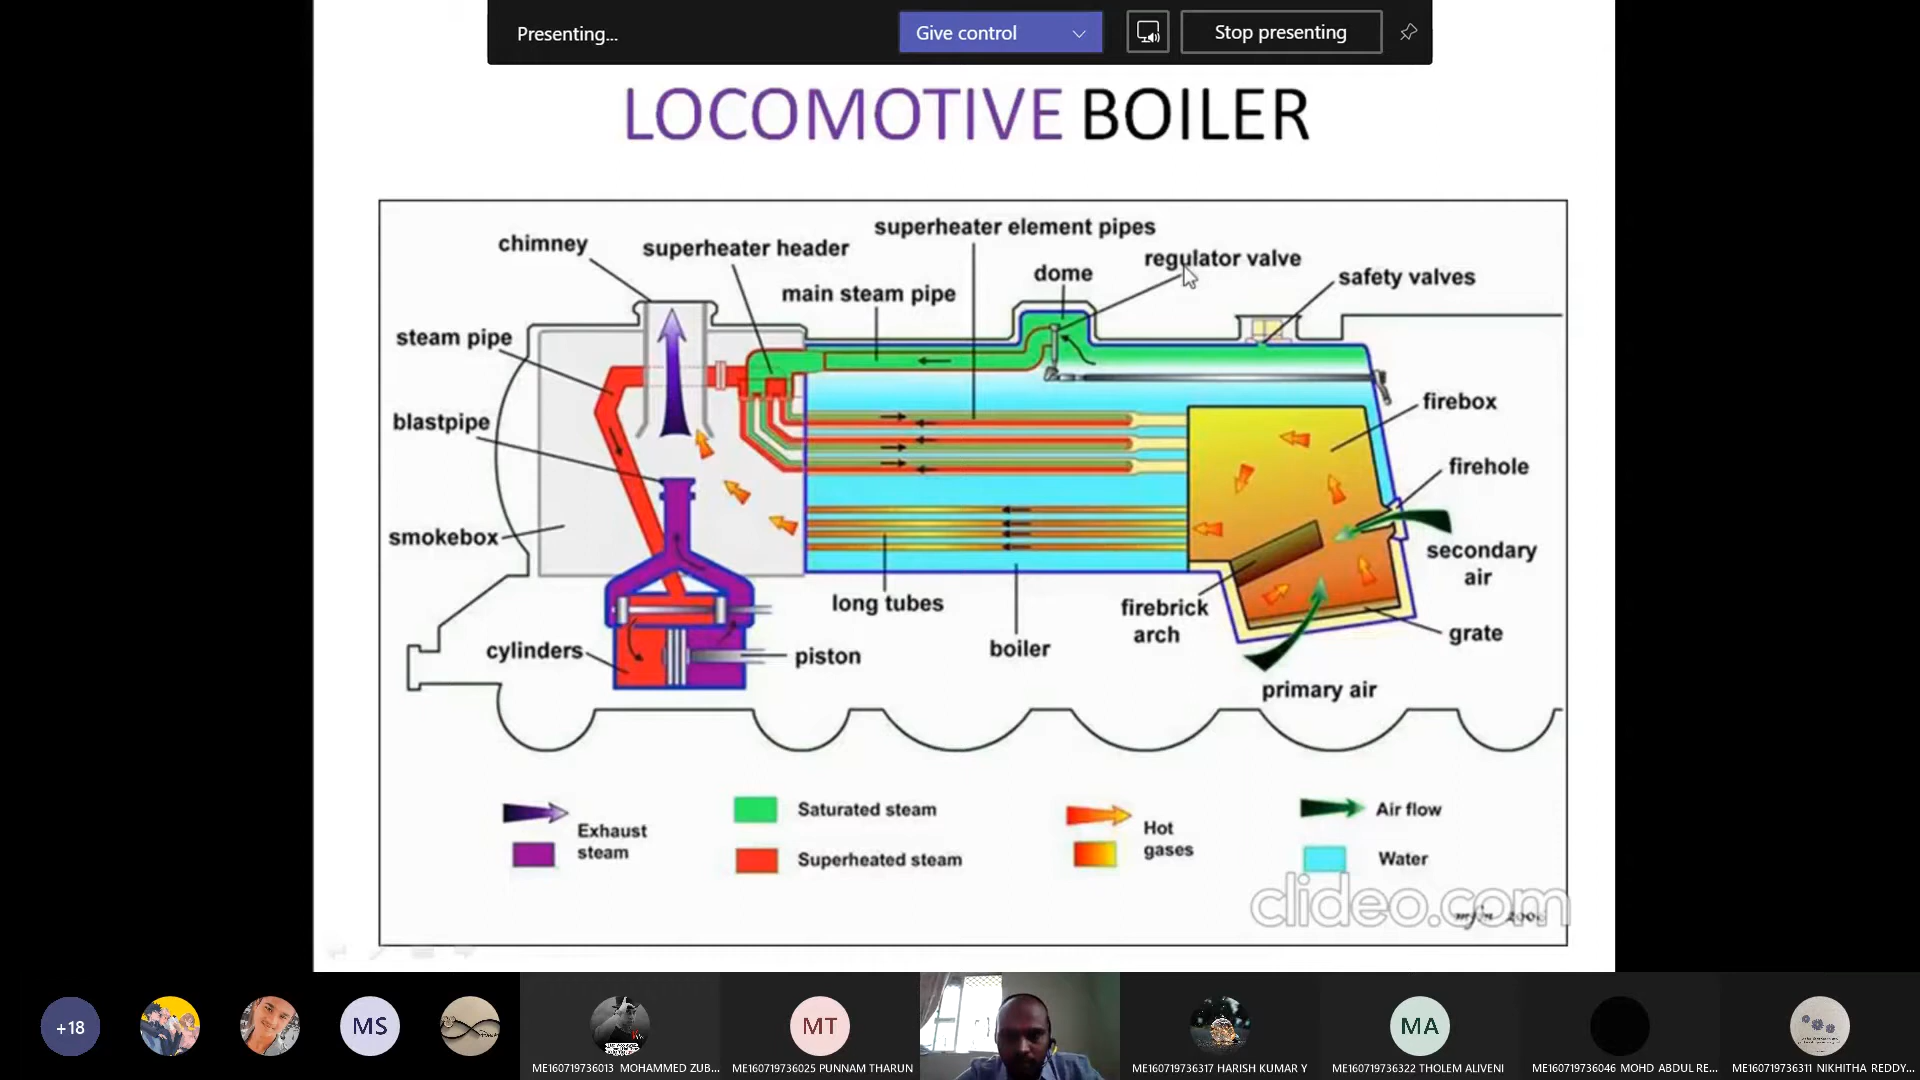 Presenting...
Give control
Stop presenting
LOCOMOTIVE BOILER
superheater element pipes
chimney
superheater header
regulator valve
dome
safety valves
main steam pipe
steam pipe
firebox
blastpipe
firehole
smokebox
secondary
air
long tubes
firebrick
arch
grate
cylinders
piston
boiler
primary air
Exhaust
steam
Saturated steam
Superheated steam
Hot
gases
Air flow
Water
clideo.com
+18
MS
MT
MA
ME160719736013 MOHAMMED ZUB...
ME160719736025 PUNNAM THARUN
ME160719736317 HARISH KUMAR Y
ME160719736322 THOLEM ALIVENI
ME160719736046 MOHD ABDUL RE...
ME160719736311 NIKHITHA REDDY...